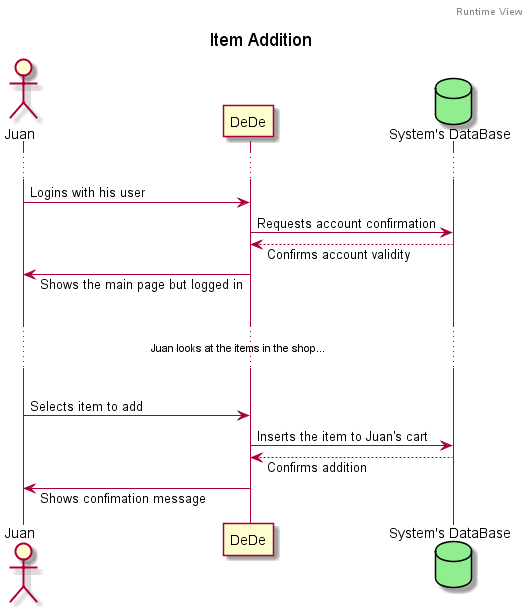 Runtime View
Item Addition
Juan
DeDe
System's DataBase
Logins with his user
Requests account confirmation
Confirms account validity
Shows the main page but logged in
Juan looks at the items in the shop...
Selects item to add
Inserts the item to Juan's cart
Confirms addition
Shows confimation message
Juan
DeDe
System's DataBase